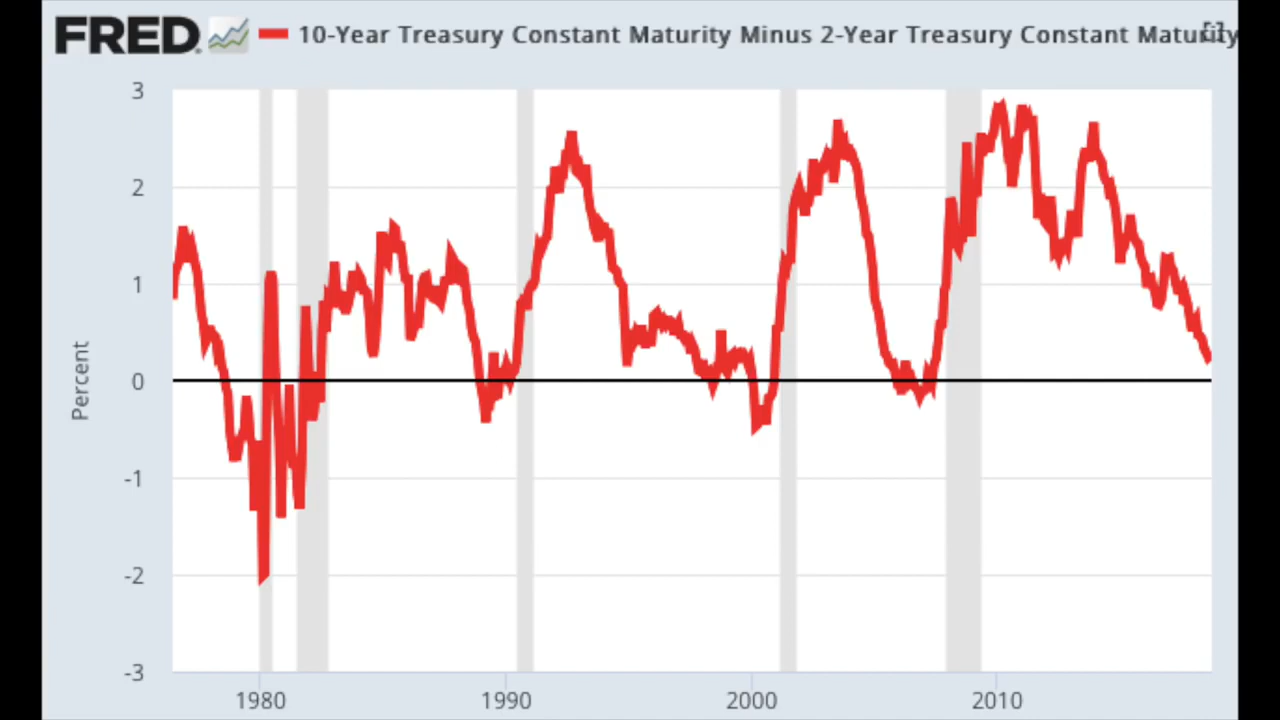 FRED
10-Year Treasury Constant Maturity Minus 2-Year Treasury Constant Maturity
3
2
1
0
-1
-2
-3
Percent
1980 1990 2000 2010